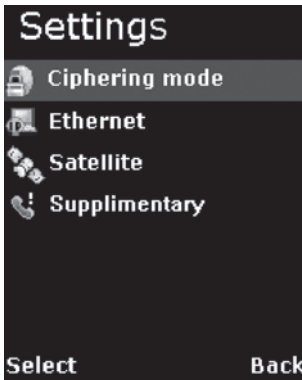 Settings
Ciphering mode
Ethernet
Satellite
Supplimentary
Select Back